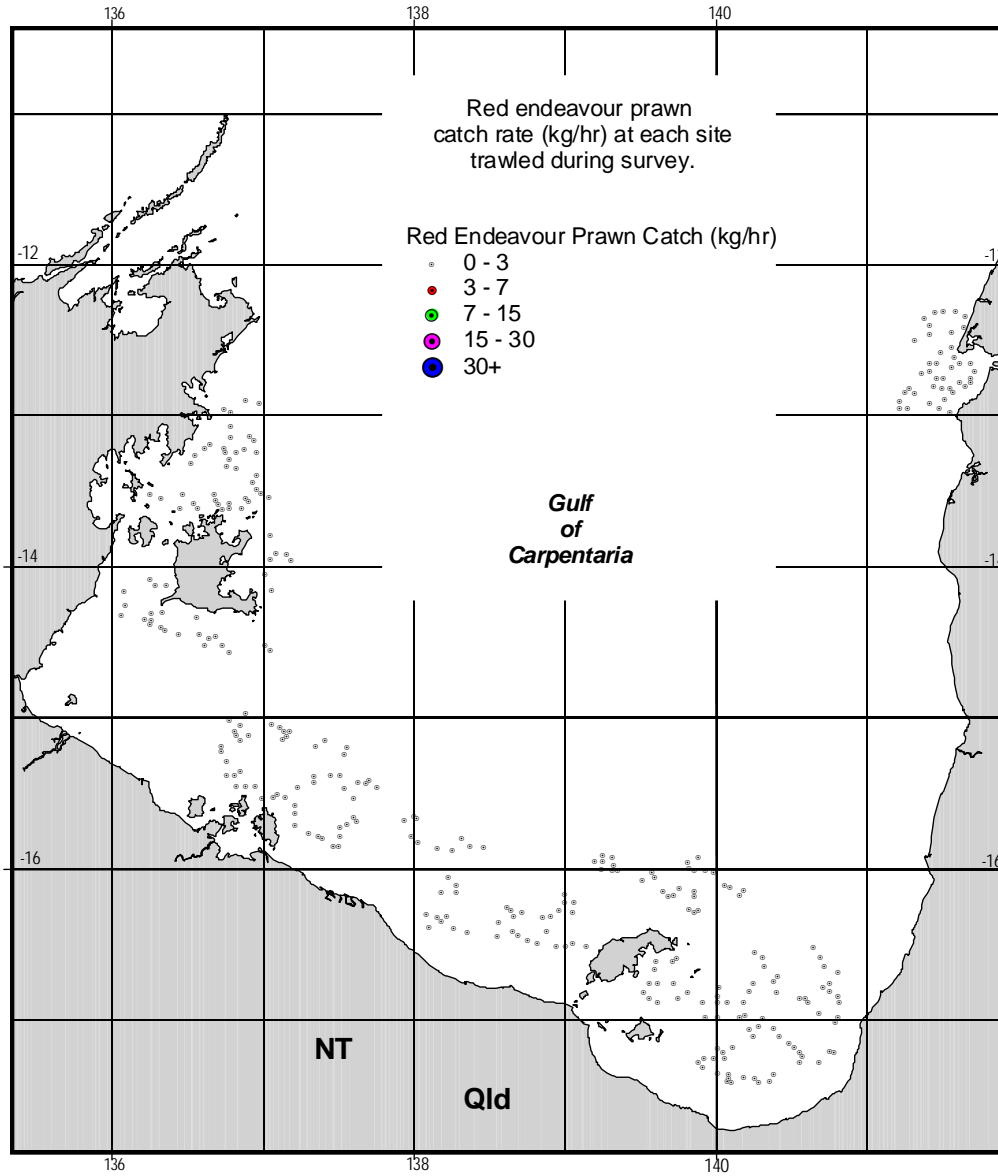 136
138
140
Red endeavour prawn
catch rate (kg/hr) at each site
trawled during survey.
Red Endeavour Prawn Catch (kg/hr)
0 - 3
3 - 7
7 - 15
15 - 30
30+
-12
Gulf
of
Carpentaria
-14
-16
-16
NT
Qld
136
138
140